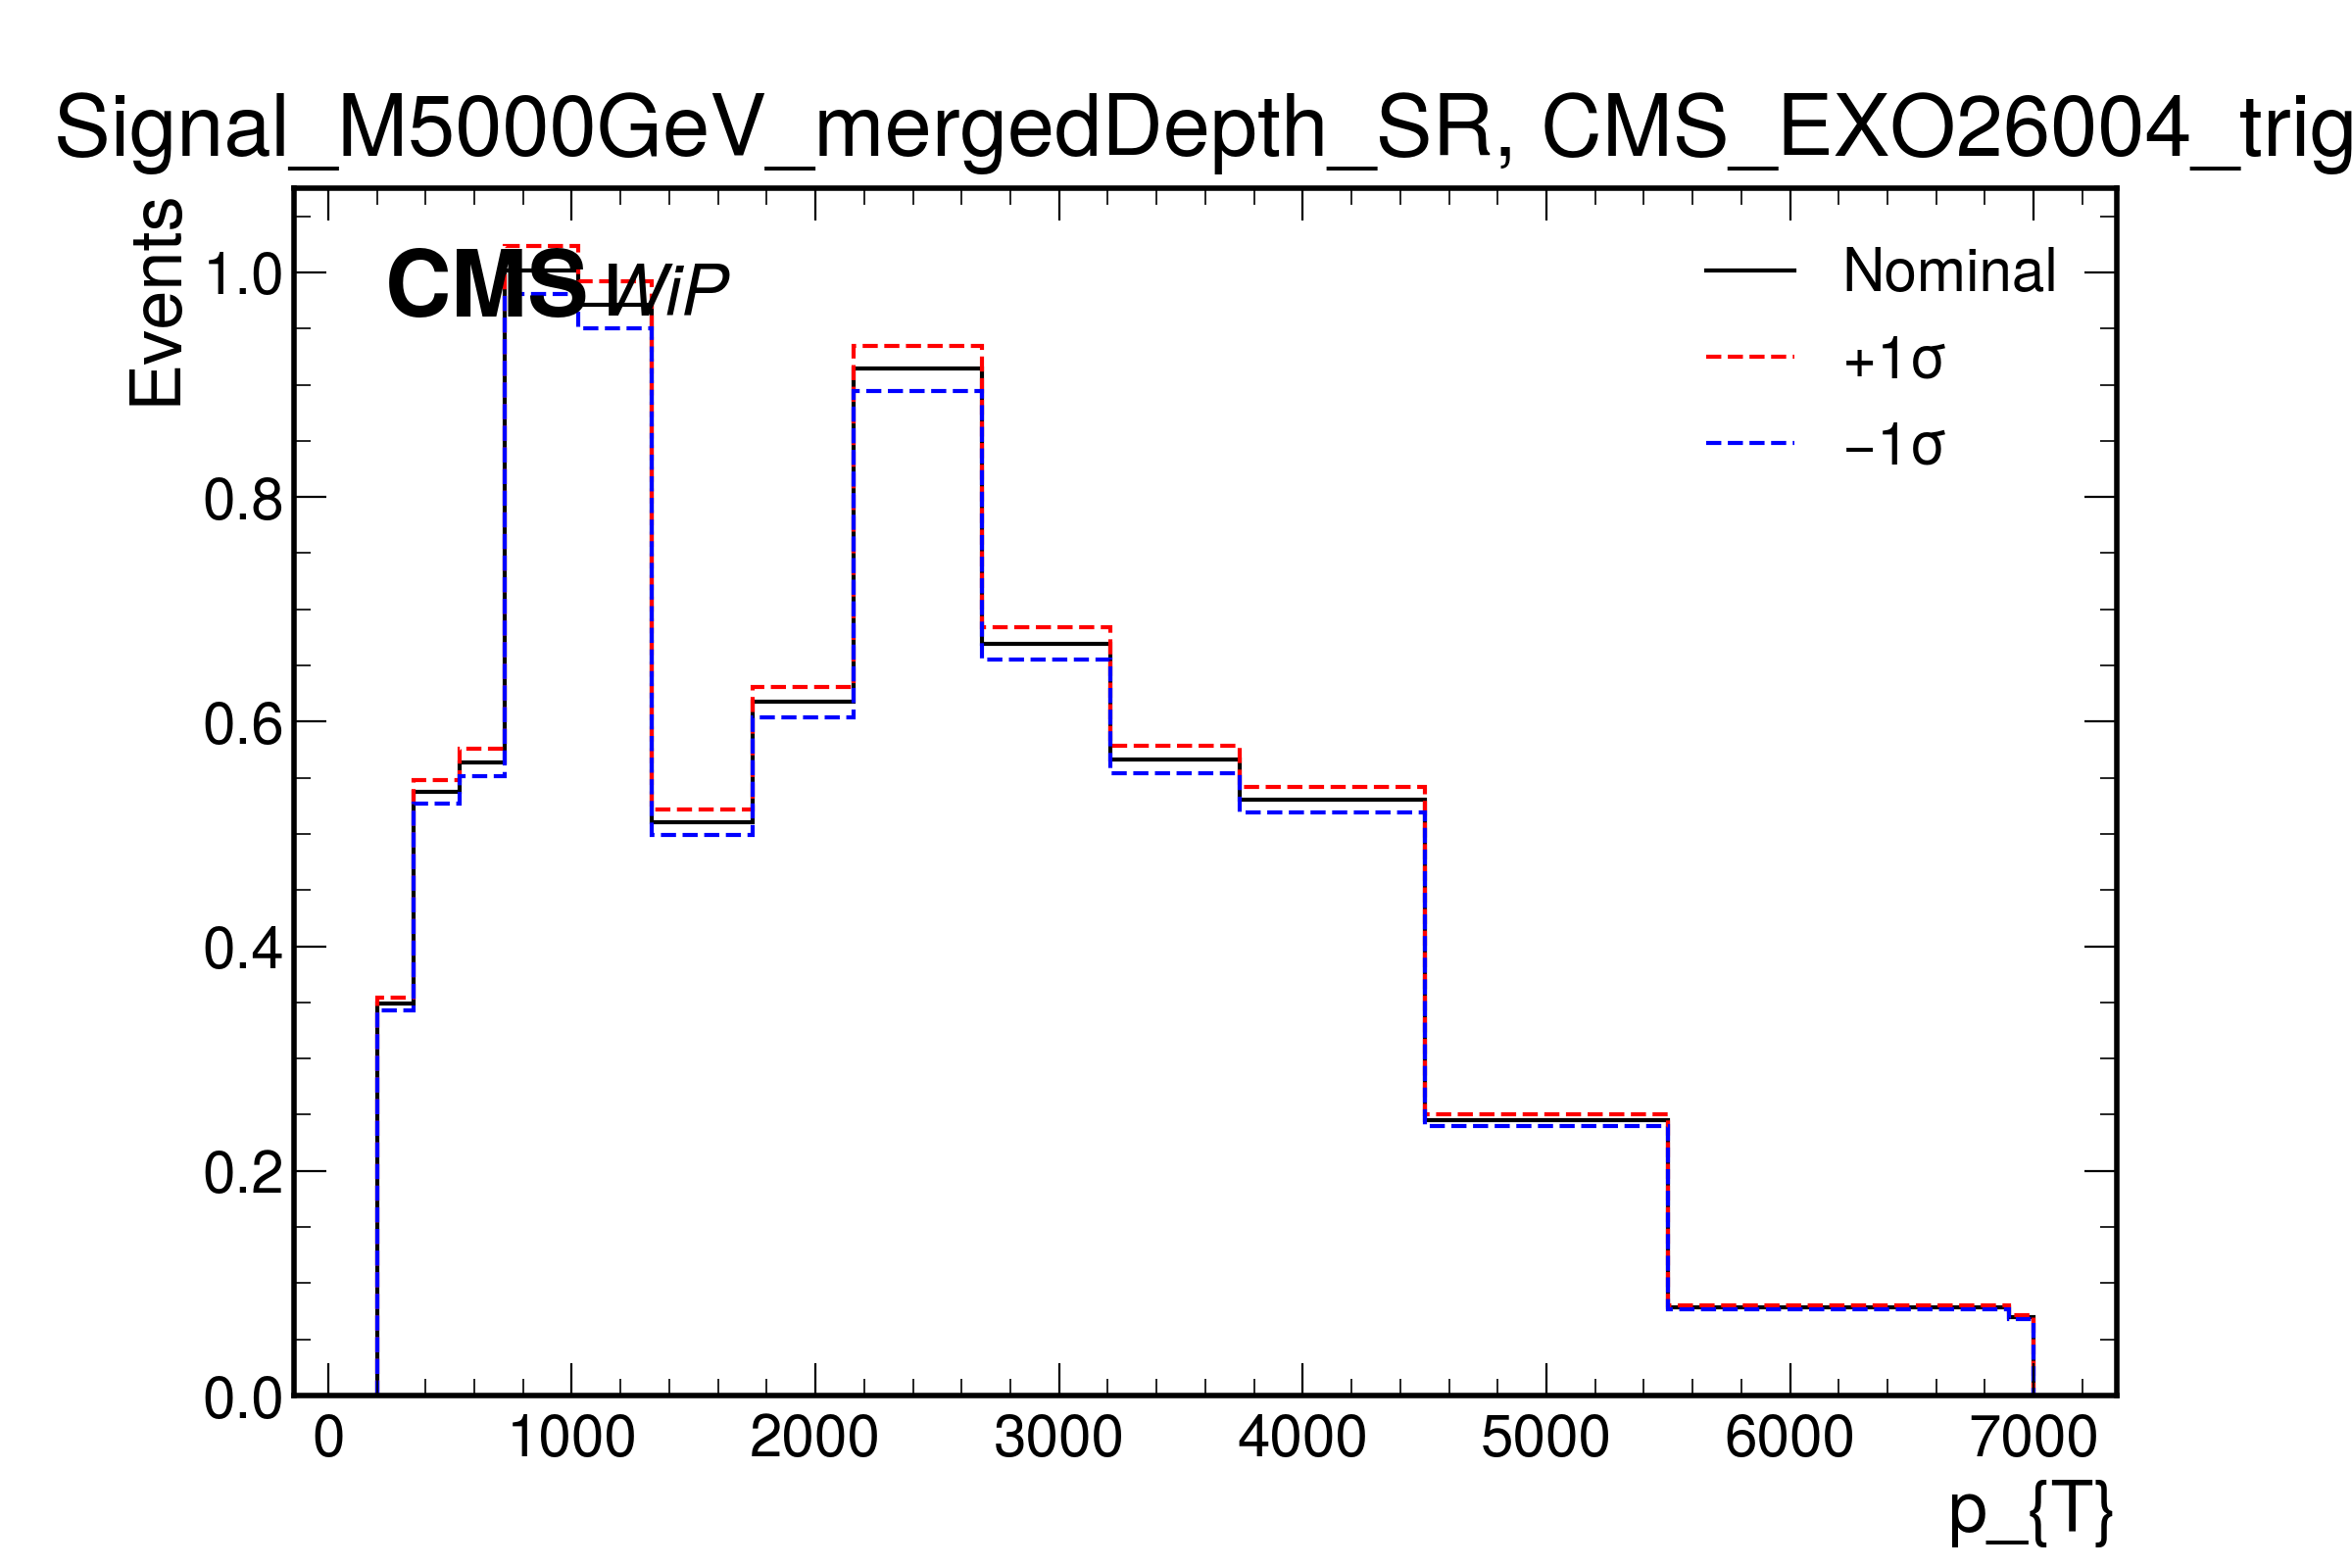 Signal_M5000GeV_mergedDepth_SR, CMS_EXO26004_trig
Events
CMS WiP
Nominal
+1σ
−1σ
1.0
0.8
0.6
0.4
0.2
0.0
0 1000 2000 3000 4000 5000 6000 7000
p_{T}